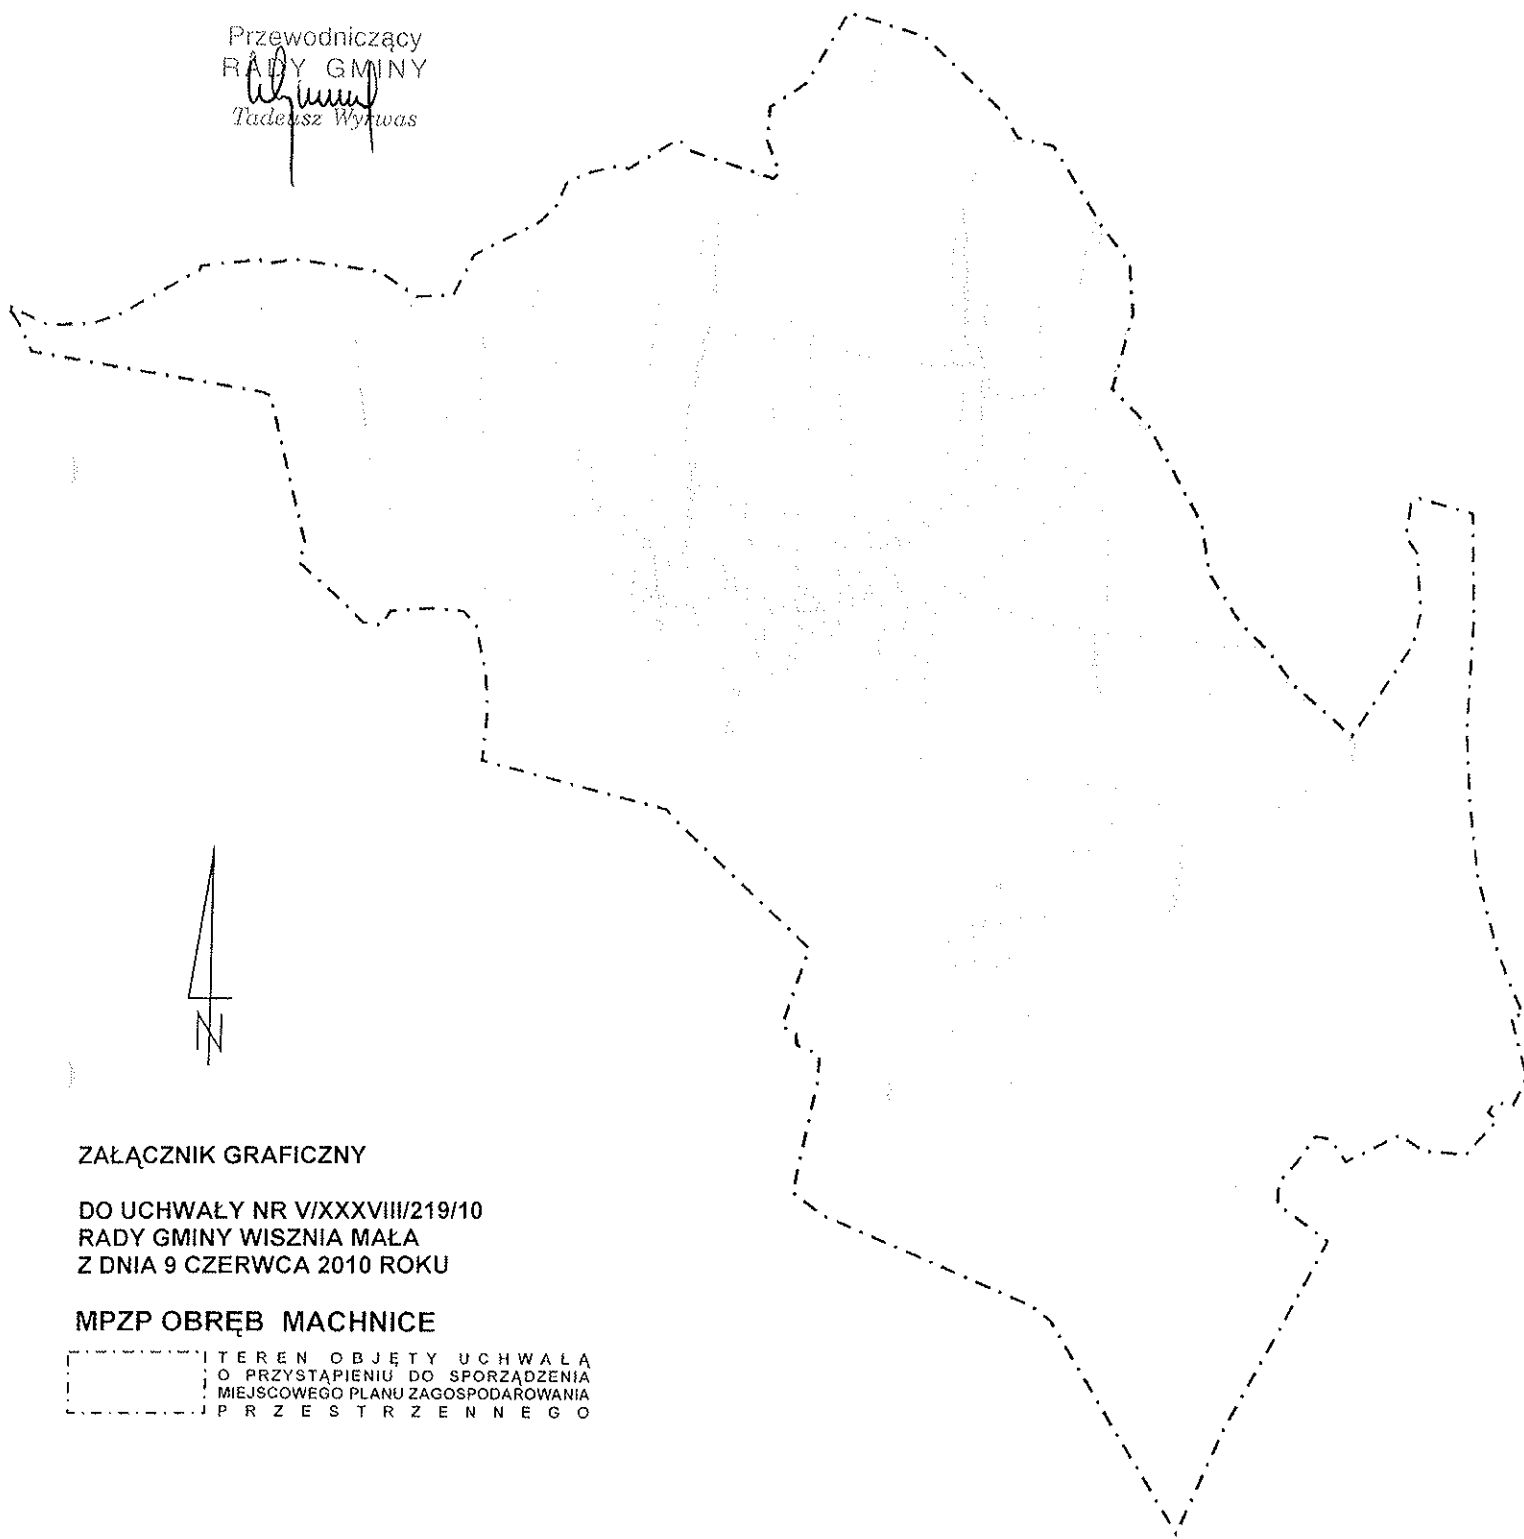 Przewodniczący
RADY GMINY
Tadeusz Wyrwas
N
ZAŁĄCZNIK GRAFICZNY
DO UCHWAŁY NR V/XXXVIII/219/10
RADY GMINY WISZNIA MAŁA
Z DNIA 9 CZERWCA 2010 ROKU
MPZP OBRĘB MACHNICE
TEREN OBJĘTY UCHWAŁĄ
O PRZYSTĄPIENIU DO SPORZĄDZENIA
MIEJSCOWEGO PLANU ZAGOSPODAROWANIA
PRZESTRZENNEGO